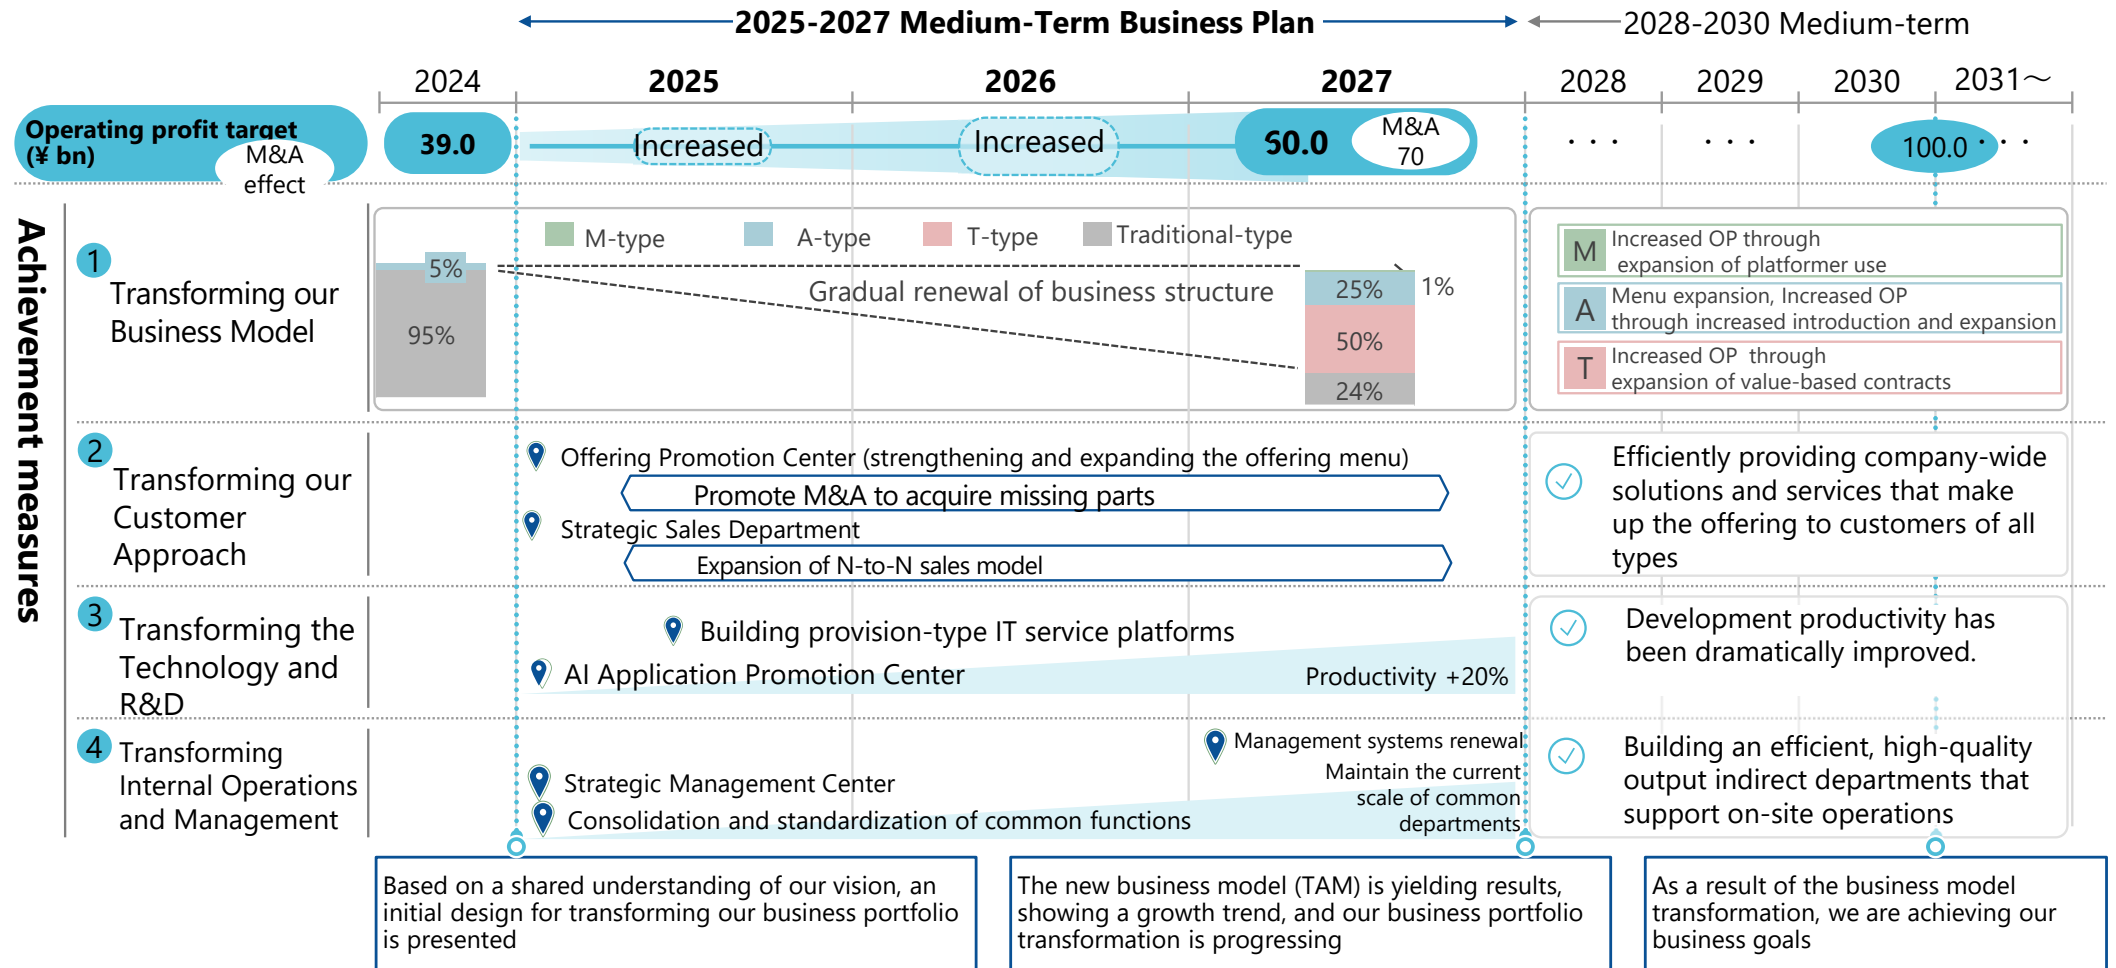 2025-2027 Medium-Term Business Plan
2028-2030 Medium-term
2024
2025
2026
2027
2028
2029
2030
2031～
Operating profit target
(¥ bn)
M&A
effect
39.0
Increased
Increased
M&A
70
・・・
・・・
100.0
Achievement measures
1
Transforming our
Business Model
M-type
A-type
T-type
Traditional-type
5%
95%
Gradual renewal of business structure
1%
25%
50%
24%
M
Increased OP through
expansion of platformer use
A
Menu expansion, Increased OP
through increased introduction and expansion
T
Increased OP through
expansion of value-based contracts
2
Transforming our
Customer
Approach
Offering Promotion Center (strengthening and expanding the offering menu)
Promote M&A to acquire missing parts
Strategic Sales Department
Expansion of N-to-N sales model
Efficiently providing company-wide
solutions and services that make
up the offering to customers of all
types
3
Transforming the
Technology and
R&D
Building provision-type IT service platforms
AI Application Promotion Center
Productivity +20%
Development productivity has
been dramatically improved.
4
Transforming
Internal Operations
and Management
Management systems renewal
Strategic Management Center
Consolidation and standardization of common functions
Maintain the current
scale of common
departments
Building an efficient, high-quality
output indirect departments that
support on-site operations
Based on a shared understanding of our vision, an
initial design for transforming our business portfolio
is presented
The new business model (TAM) is yielding results,
showing a growth trend, and our business portfolio
transformation is progressing
As a result of the business model
transformation, we are achieving our
business goals